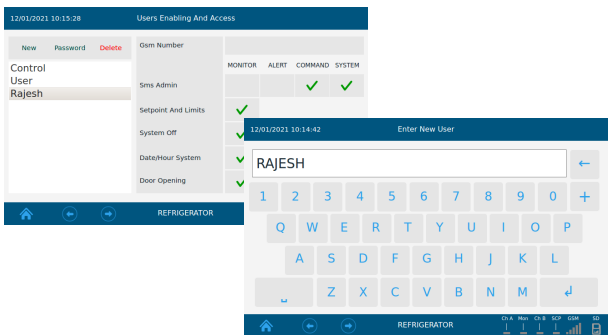 12/01/2021 10:15:28 Users Enabling And Access
New Password Delete
Control
User
Rajesh
Gsm Number
MONITOR ALERT COMMAND SYSTEM
Sms Admin
Setpoint And Limits
System Off
Date/Hour System
Door Opening
REFRIGERATOR
12/01/2021 10:14:42 Enter New User
RAJESH ←
1 2 3 4 5 6 7 8 9 0 +
Q W E R T Y U I O P
A S D F G H J K L
Z X C V B N M
REFRIGERATOR
Ch A Mon Ch B SCP GSM SD